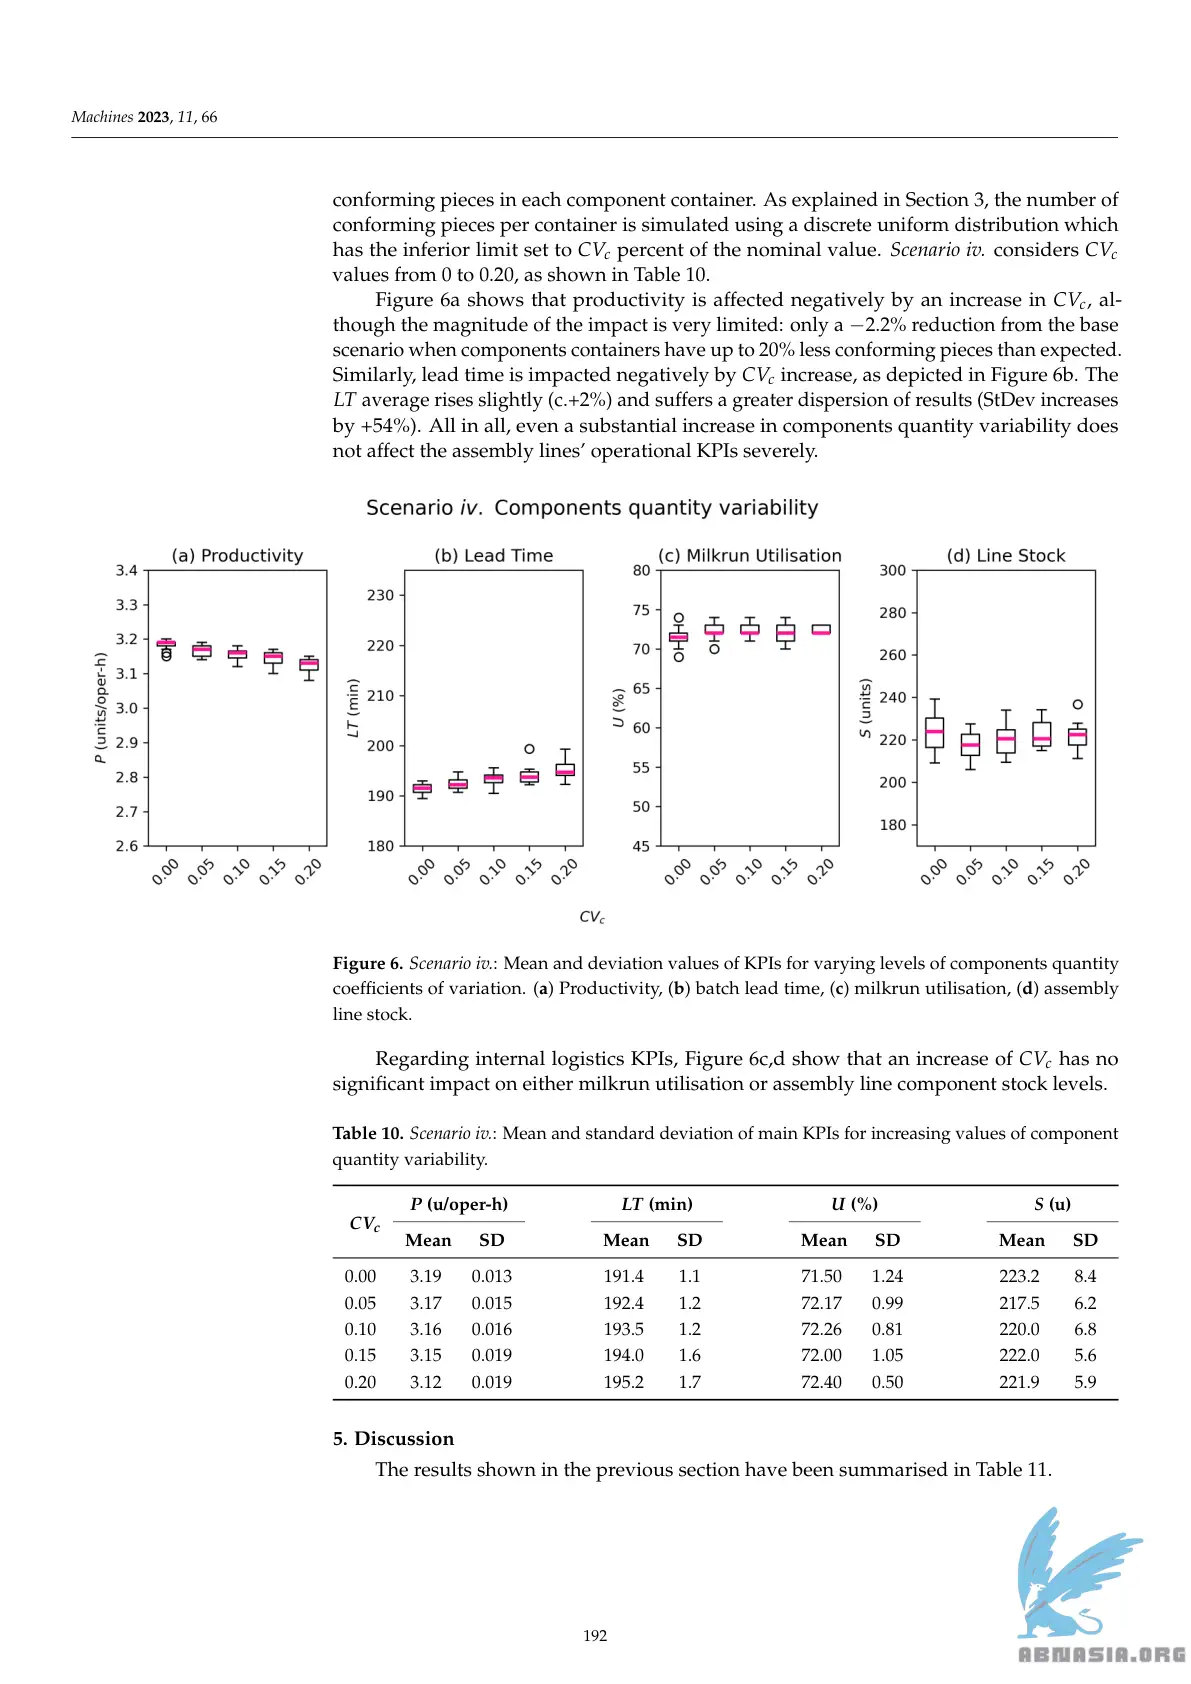 Machines 2023, 11, 66
conforming pieces in each component container. As explained in Section 3, the number of
conforming pieces per container is simulated using a discrete uniform distribution which
has the inferior limit set to CVc percent of the nominal value. Scenario iv. considers CVc
values from 0 to 0.20, as shown in Table 10.
Figure 6a shows that productivity is affected negatively by an increase in CVc, al-
though the magnitude of the impact is very limited: only a −2.2% reduction from the base
scenario when components containers have up to 20% less conforming pieces than expected.
Similarly, lead time is impacted negatively by CVc increase, as depicted in Figure 6b. The
LT average rises slightly (c.+2%) and suffers a greater dispersion of results (StDev increases
by +54%). All in all, even a substantial increase in components quantity variability does
not affect the assembly lines' operational KPIs severely.
Scenario iv. Components quantity variability
(a) Productivity
P (units/oper-h)
3.4
3.3
3.2
3.1
3.0
2.9
2.8
2.7
2.6
0.00 0.05 0.10 0.15 0.20
(b) Lead Time
LT (min)
230
220
210
200
190
180
0.00 0.05 0.10 0.15 0.20
(c) Milkrun Utilisation
U (%)
80
75
70
65
60
55
50
45
0.00 0.05 0.10 0.15 0.20
(d) Line Stock
S (units)
300
280
260
240
220
200
180
0.00 0.05 0.10 0.15 0.20
CVc
Figure 6. Scenario iv.: Mean and deviation values of KPIs for varying levels of components quantity
coefficients of variation. (a) Productivity, (b) batch lead time, (c) milkrun utilisation, (d) assembly
line stock.
Regarding internal logistics KPIs, Figure 6c,d show that an increase of CVc has no
significant impact on either milkrun utilisation or assembly line component stock levels.
Table 10. Scenario iv.: Mean and standard deviation of main KPIs for increasing values of component
quantity variability.
CVc P (u/oper-h) LT (min) U (%) S (u)
Mean SD Mean SD Mean SD Mean SD
0.00 3.19 0.013 191.4 1.1 71.50 1.24 223.2 8.4
0.05 3.17 0.015 192.4 1.2 72.17 0.99 217.5 6.2
0.10 3.16 0.016 193.5 1.2 72.26 0.81 220.0 6.8
0.15 3.15 0.019 194.0 1.6 72.00 1.05 222.0 5.6
0.20 3.12 0.019 195.2 1.7 72.40 0.50 221.9 5.9
5. Discussion
The results shown in the previous section have been summarised in Table 11.
192
ABNASIA.ORG